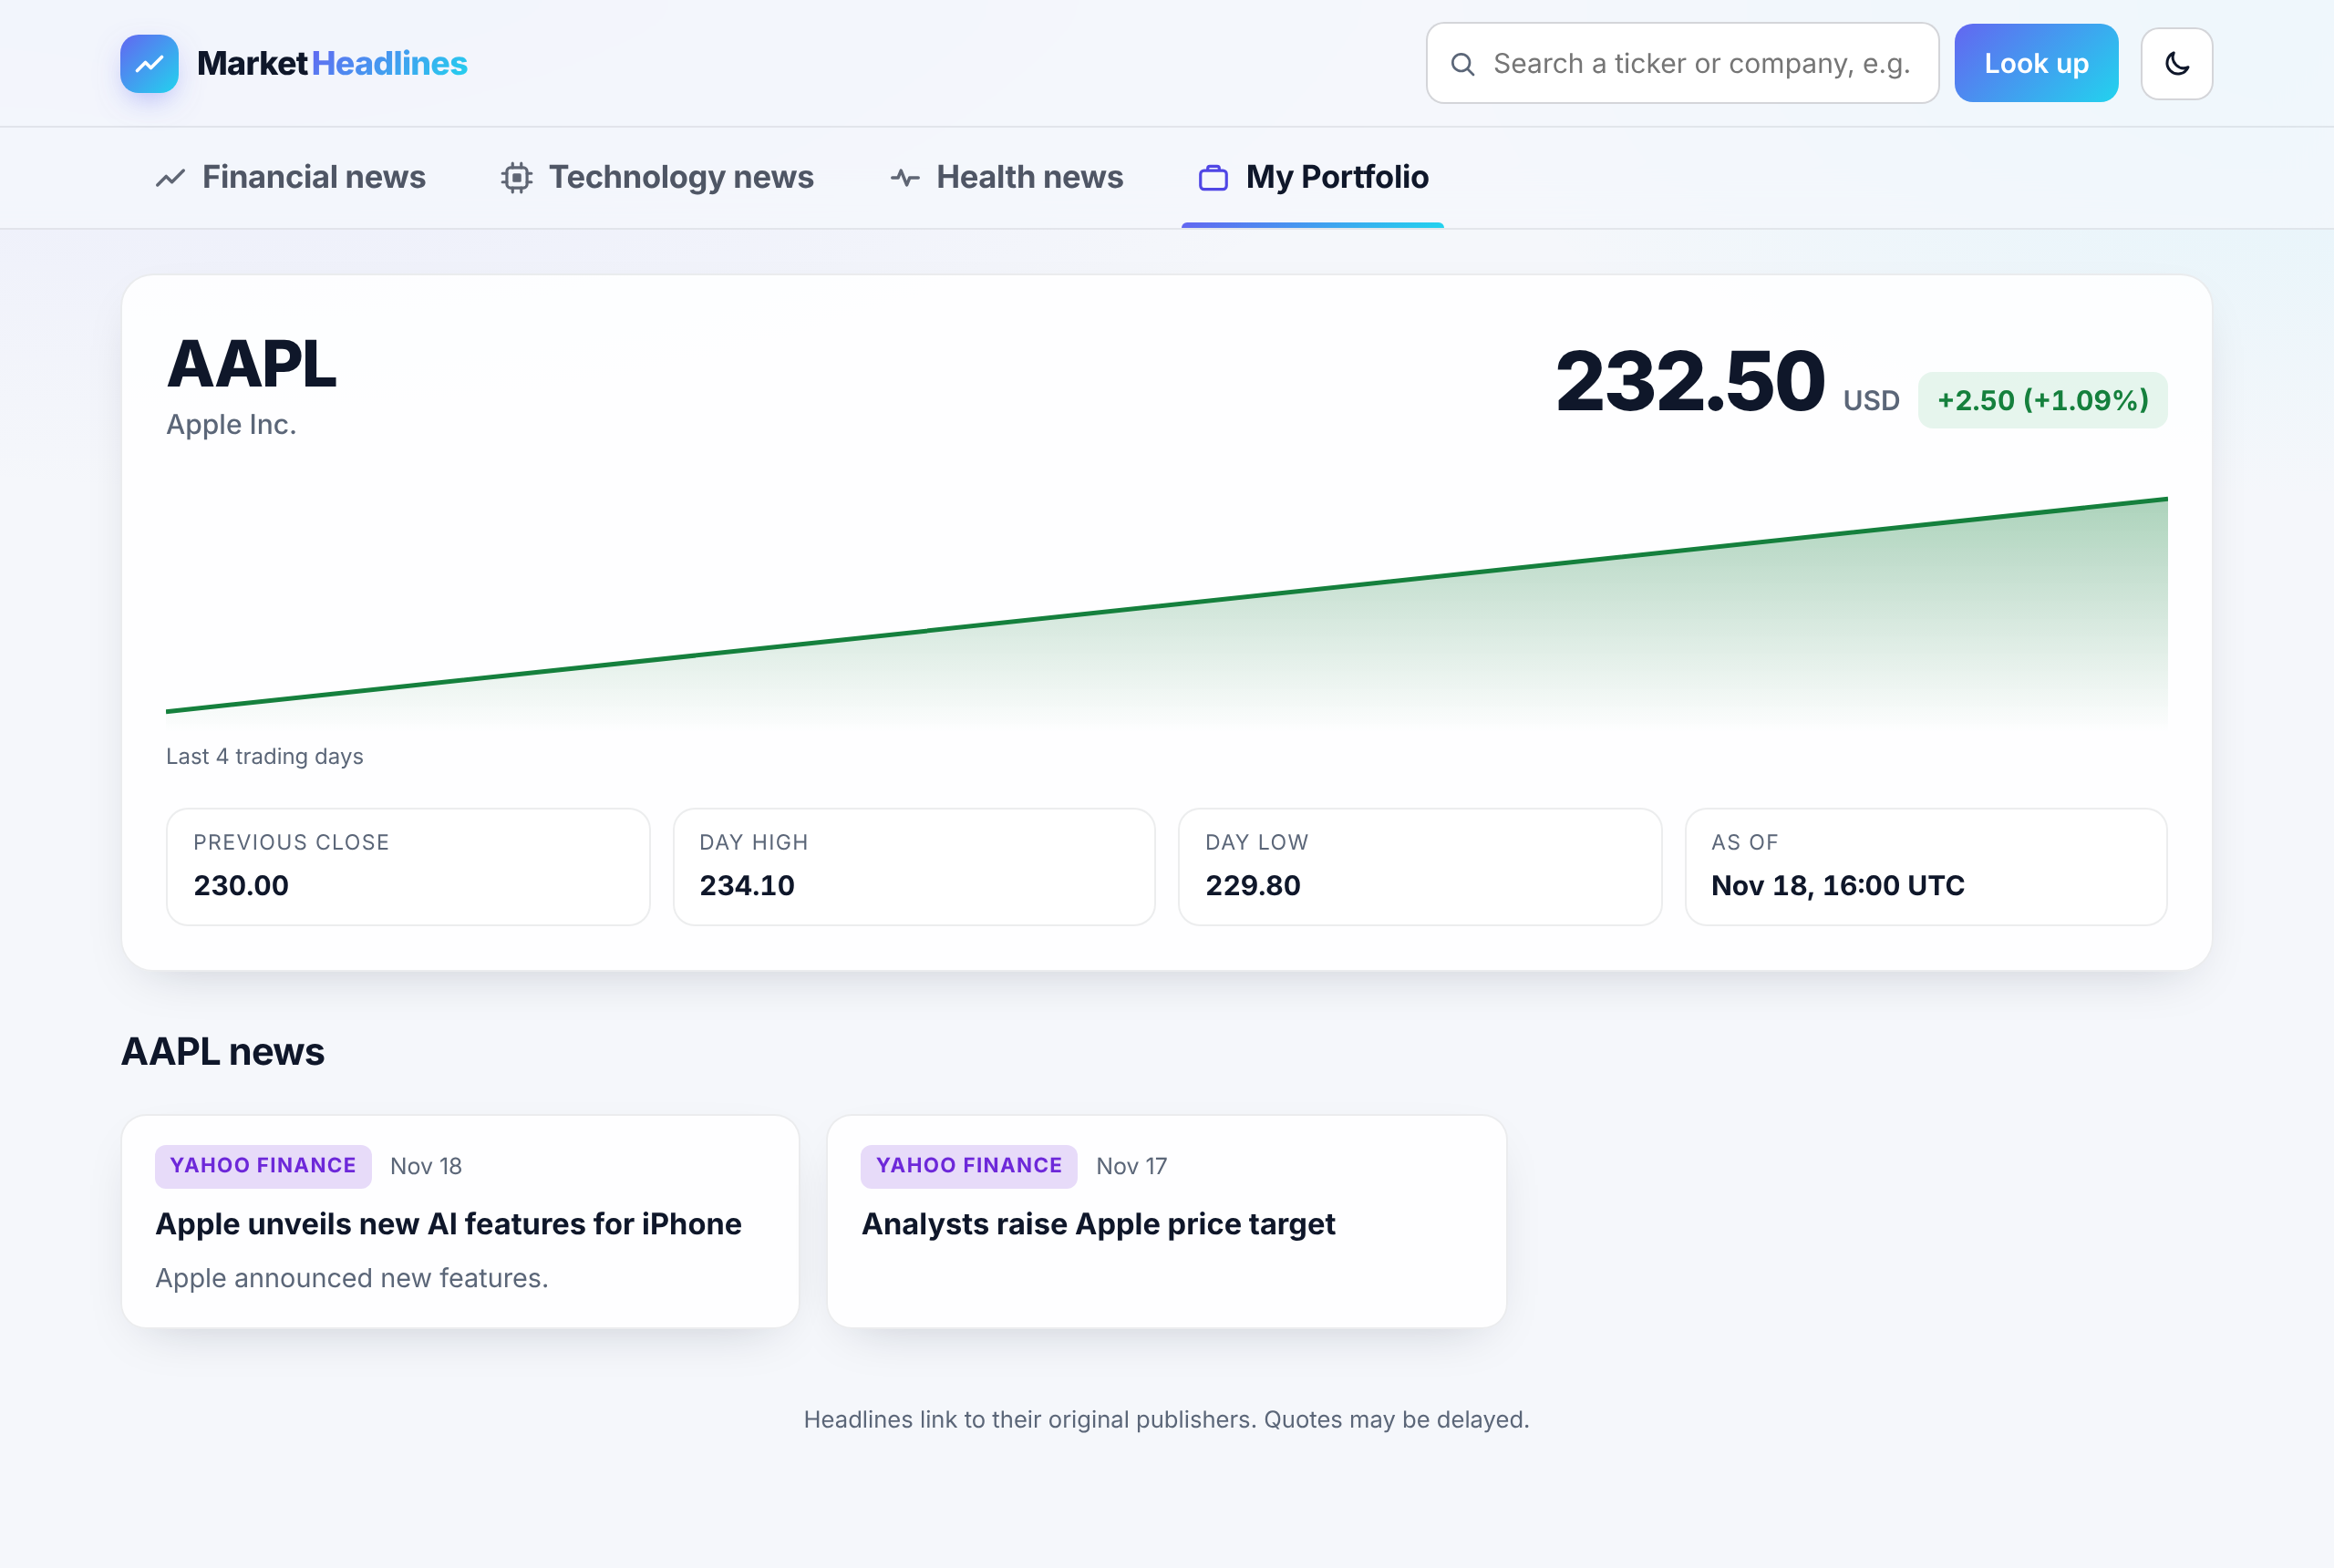 MarketHeadlines
Search a ticker or company, e.g.
Look up
Financial news
Technology news
Health news
My Portfolio
AAPL
Apple Inc.
232.50 USD +2.50 (+1.09%)
Last 4 trading days
PREVIOUS CLOSE
230.00
DAY HIGH
234.10
DAY LOW
229.80
AS OF
Nov 18, 16:00 UTC
AAPL news
YAHOO FINANCE Nov 18
Apple unveils new AI features for iPhone
Apple announced new features.
YAHOO FINANCE Nov 17
Analysts raise Apple price target
Headlines link to their original publishers. Quotes may be delayed.